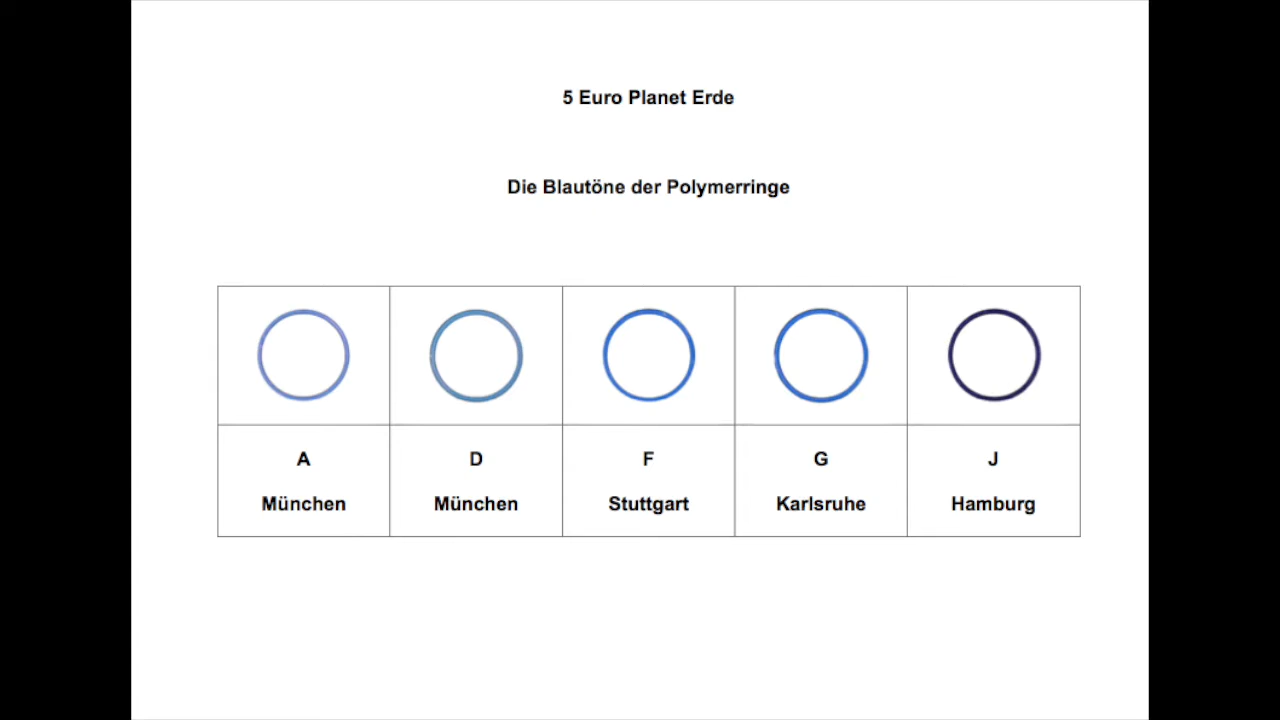 5 Euro Planet Erde
Die Blautöne der Polymerringe
A D F G J
München München Stuttgart Karlsruhe Hamburg